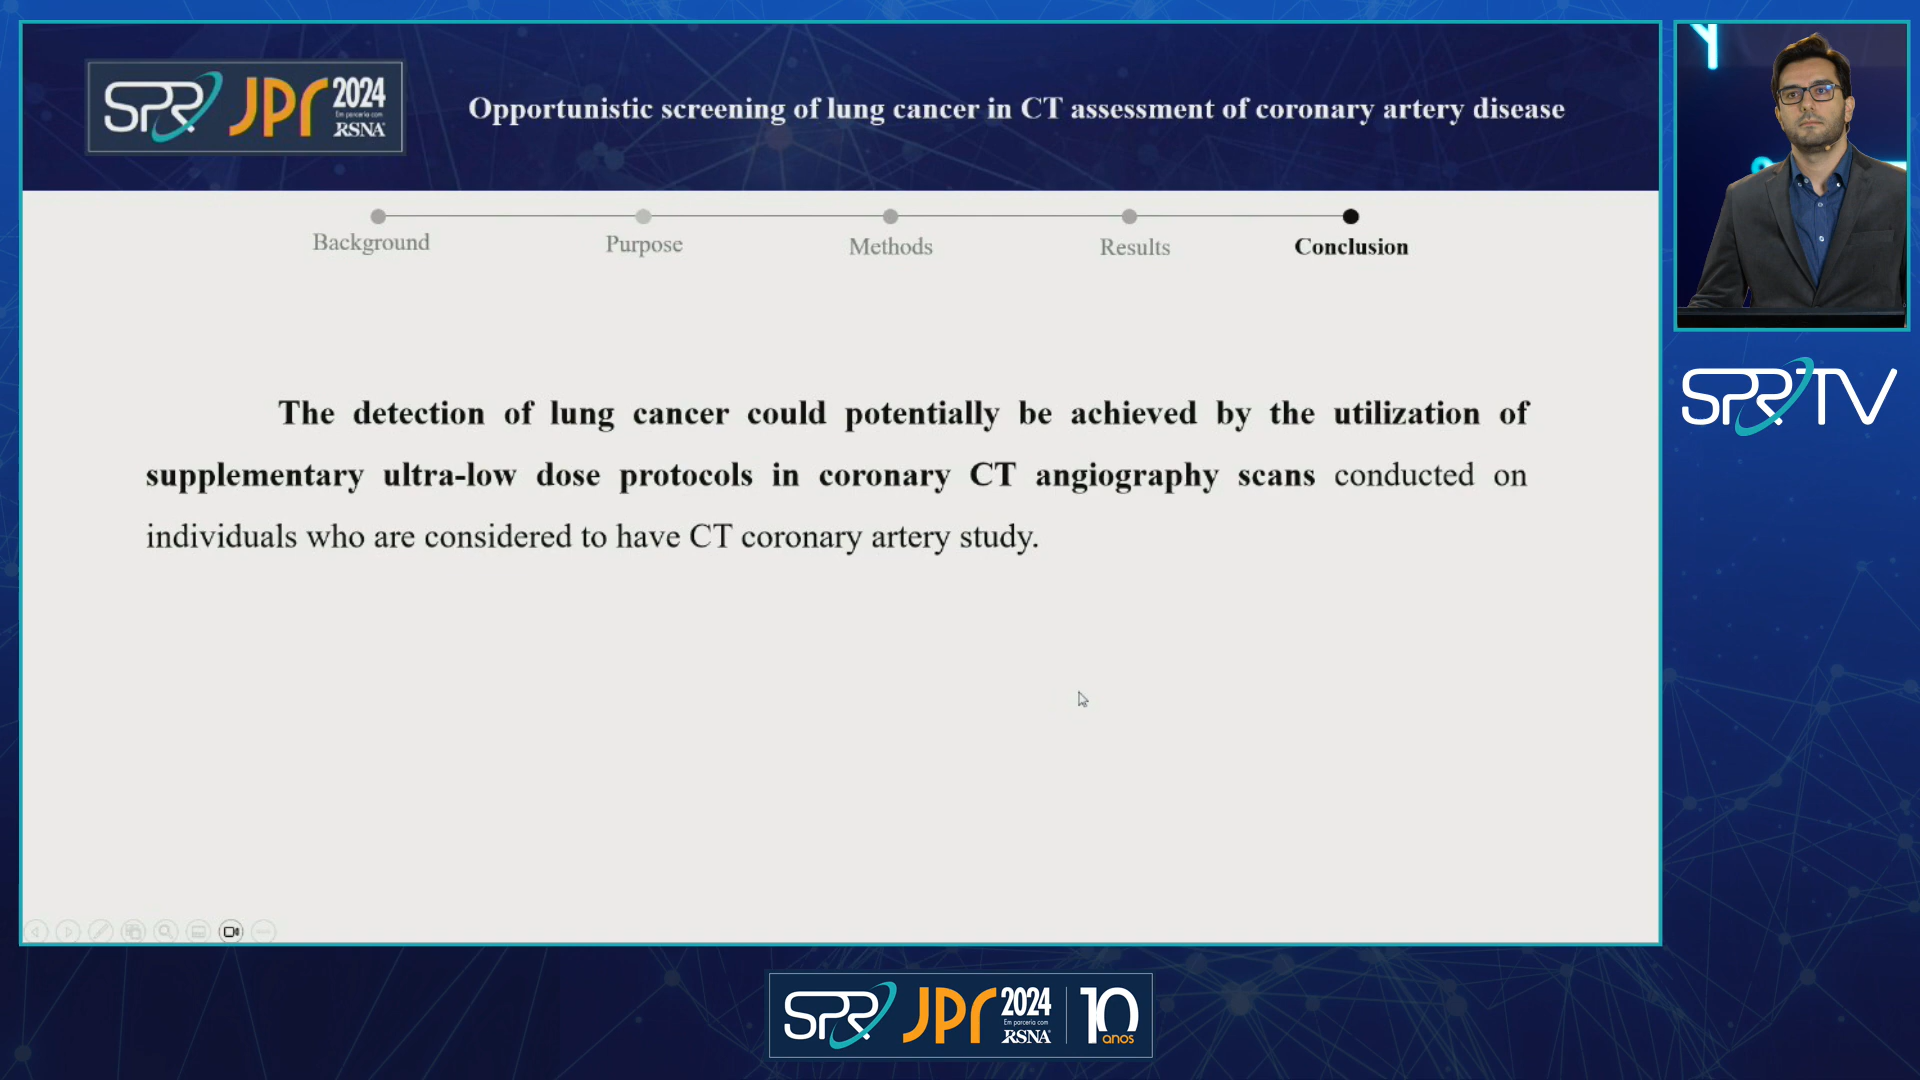 SPR JPR 2024
Em parceria com
RSNA
Opportunistic screening of lung cancer in CT assessment of coronary artery disease
Background Purpose Methods Results Conclusion
The detection of lung cancer could potentially be achieved by the utilization of
supplementary ultra-low dose protocols in coronary CT angiography scans conducted on
individuals who are considered to have CT coronary artery study.
SPR TV
SPR JPR 2024
Em parceria com
RSNA
10
anos